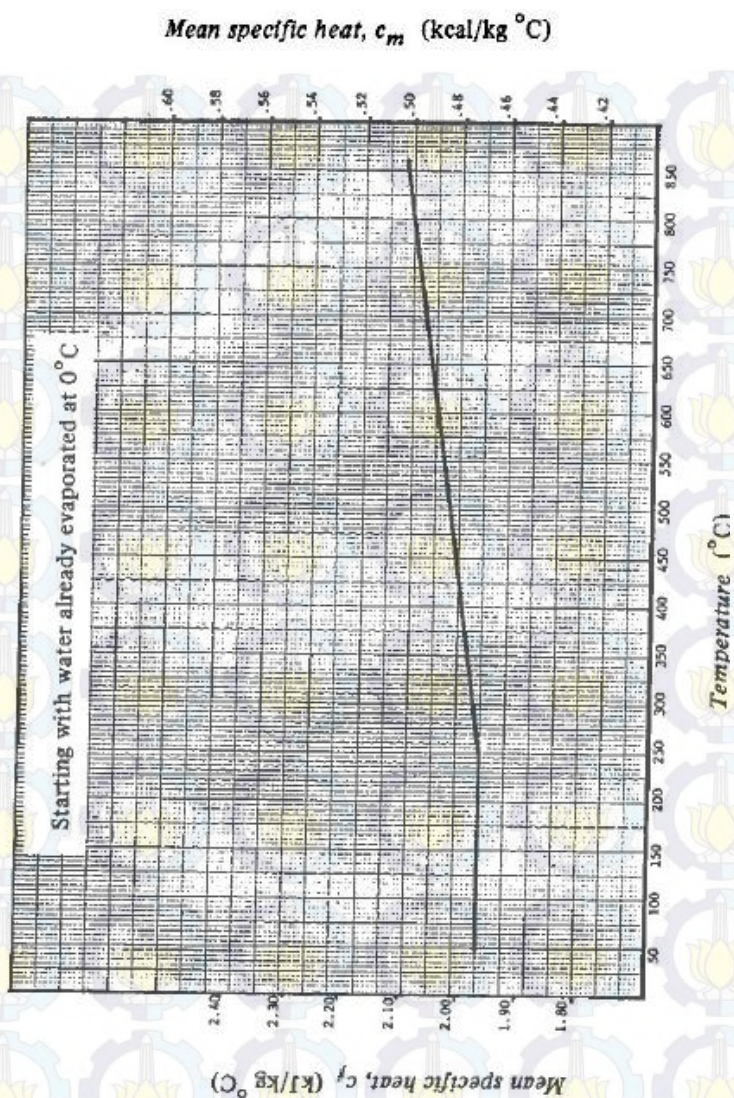 Mean specific heat, cm (kcal/kg °C)
.60 .58 .56 .54 .52 .50 .48 .46 .44 .42
Starting with water already evaporated at 0°C
850
800
750
700
650
600
550
500
450
400
350
300
250
200
150
100
50
Temperature (°C)
2.40 2.30 2.20 2.10 2.00 1.90 1.80
Mean specific heat, cf (kJ/kg °C)